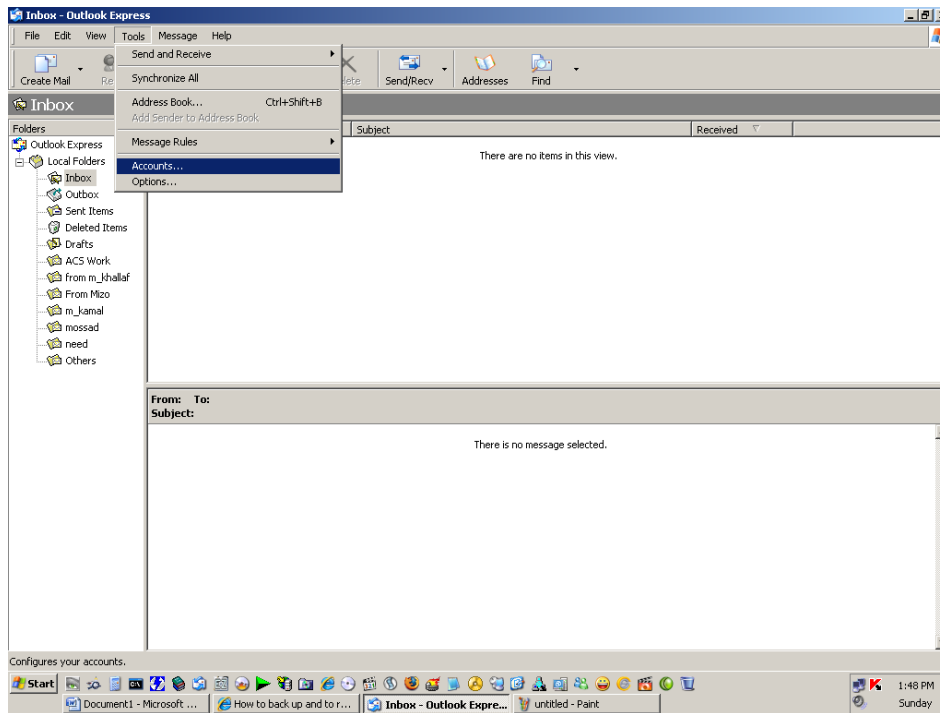 Inbox - Outlook Express
File Edit View Tools Message Help
Create Mail Re lete Send/Recv Addresses Find
Send and Receive
Synchronize All
Address Book... Ctrl+Shift+B
Add Sender to Address Book
Message Rules
Accounts...
Options...
Inbox
Folders
Subject Received
Outlook Express
Local Folders
Inbox
Outbox
Sent Items
Deleted Items
Drafts
ACS Work
from m_khallaf
From Mizo
m_kamal
mossad
need
Others
There are no items in this view.
From: To:
Subject:
There is no message selected.
Configures your accounts.
Start
1:48 PM
Document1 - Microsoft ... How to back up and to r... Inbox - Outlook Expre... untitled - Paint
Sunday